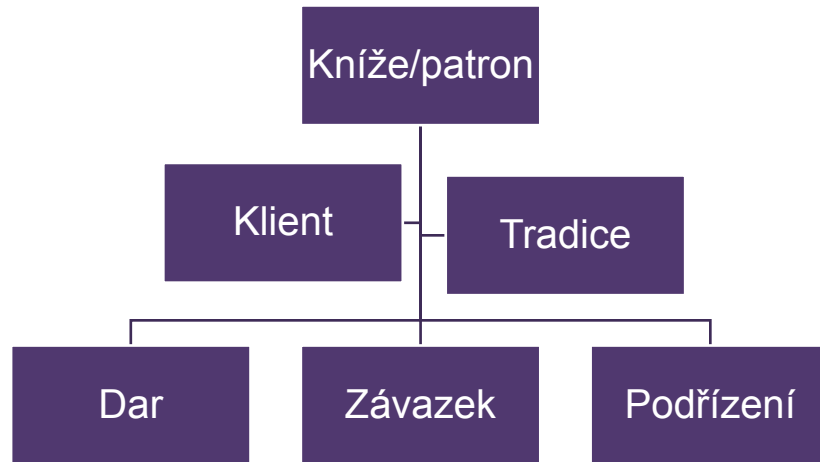 Kníže/patron
Klient
Tradice
Dar
Závazek
Podřízení